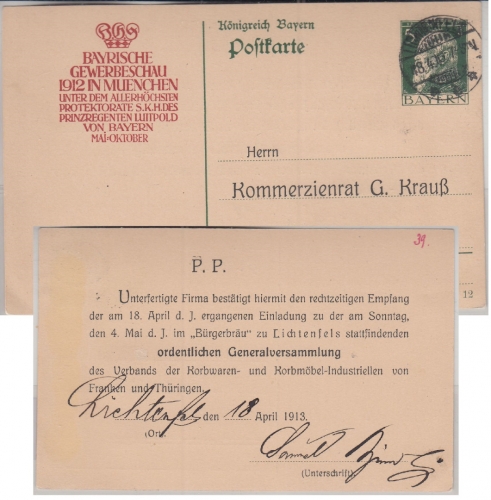 BAYRISCHE
GEWERBESCHAU
1912 IN MUENCHEN
UNTER DEM ALLERHÖCHSTEN
PROTEKTORATE S.K.H.DES
PRINZREGENTEN LUITPOLD
VON BAYERN
MAI-OKTOBER
Königreich Bayern
Postkarte
BAYERN
Herrn
Kommerzienrat G. Krauß
12
39.
P. P.
Unterfertigte Firma bestätigt hiermit den rechtzeitigen Empfang
der am 18. April d. J. ergangenen Einladung zu der am Sonntag,
den 4. Mai d. J. im „Bürgerbräu" zu Lichtenfels stattfindenden
ordentlichen Generalversammlung
des Verbands der Korbwaren- und Korbmöbel-Industriellen von
Franken und Thüringen.
Lichtenfels den 18 April 1913.
(Ort)
(Unterschrift)